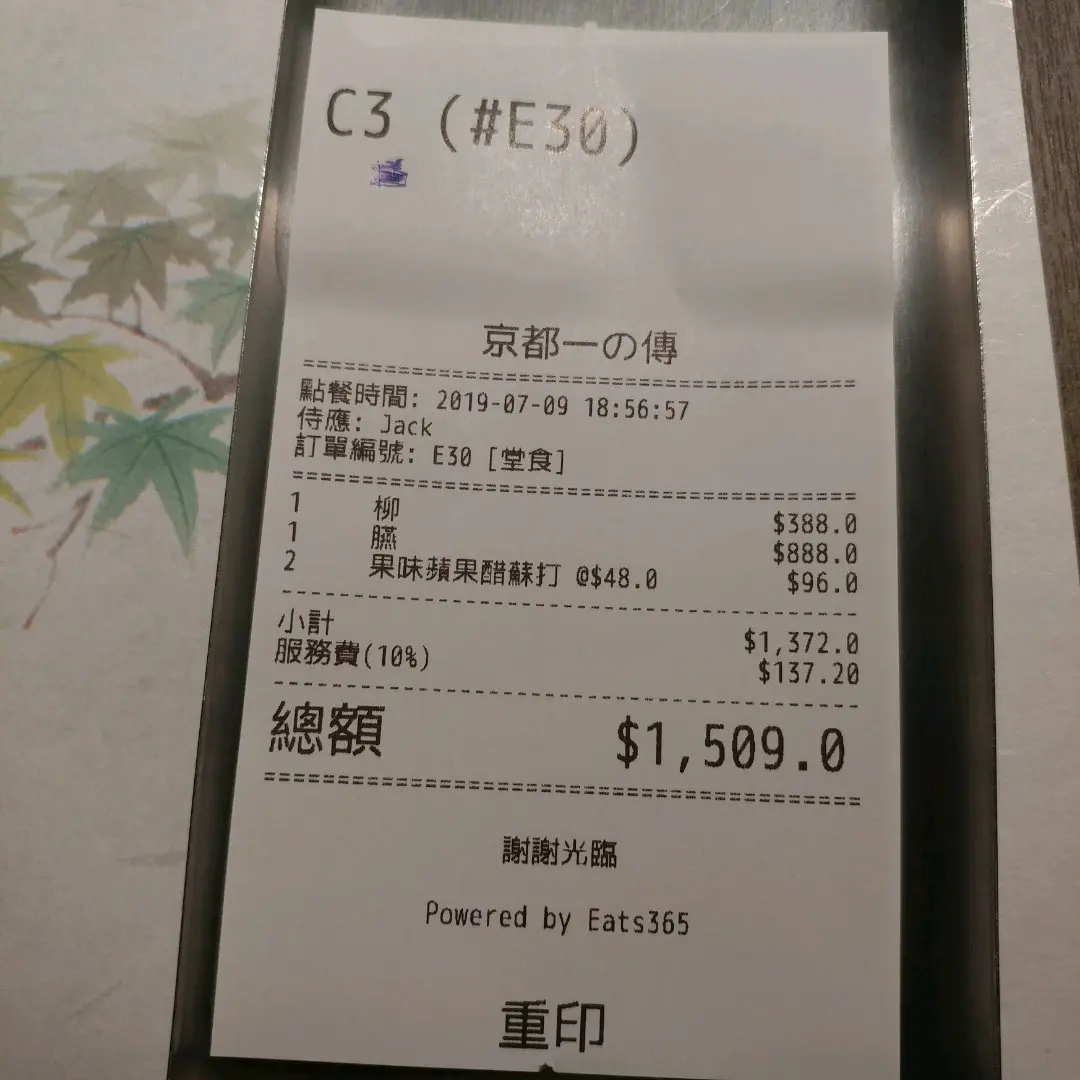 C3 (#E30)
京都一の傳
點餐時間: 2019-07-09 18:56:57
侍應: Jack
訂單編號: E30 [堂食]
1 柳 $388.0
1 臙 $888.0
2 果味蘋果醋蘇打 @$48.0 $96.0
小計 $1,372.0
服務費(10%) $137.20
總額 $1,509.0
謝謝光臨
Powered by Eats365
重印